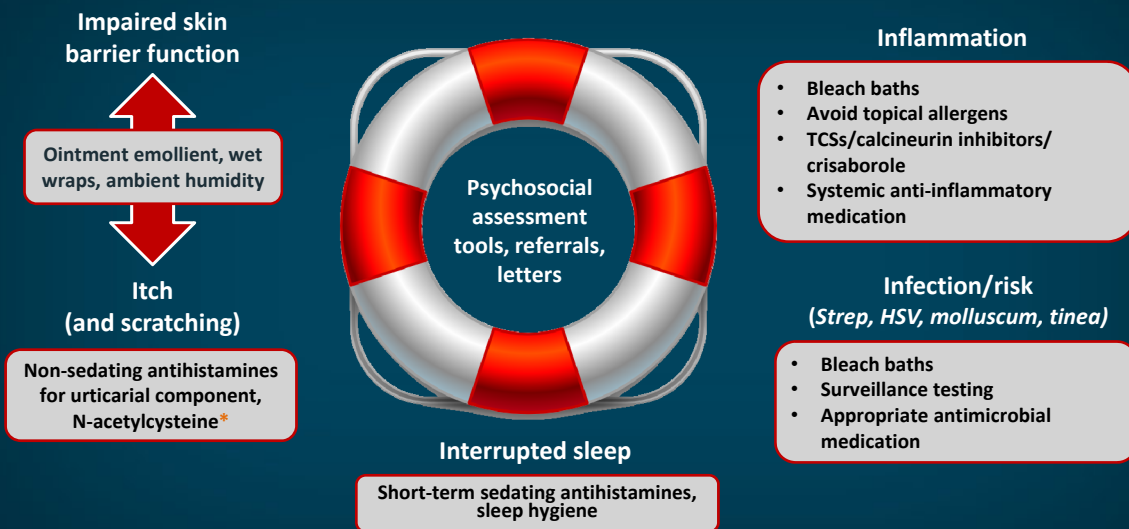 Impaired skin
barrier function
Ointment emollient, wet
wraps, ambient humidity
Itch
(and scratching)
Non-sedating antihistamines
for urticarial component,
N-acetylcysteine*
Psychosocial
assessment
tools, referrals,
letters
Interrupted sleep
Short-term sedating antihistamines,
sleep hygiene
Inflammation
• Bleach baths
• Avoid topical allergens
• TCSs/calcineurin inhibitors/
crisaborole
• Systemic anti-inflammatory
medication
Infection/risk
(Strep, HSV, molluscum, tinea)
• Bleach baths
• Surveillance testing
• Appropriate antimicrobial
medication